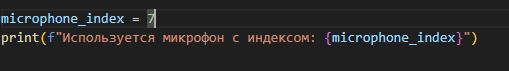 microphone_index = 7
print(f"Используется микрофон с индексом: {microphone_index}")